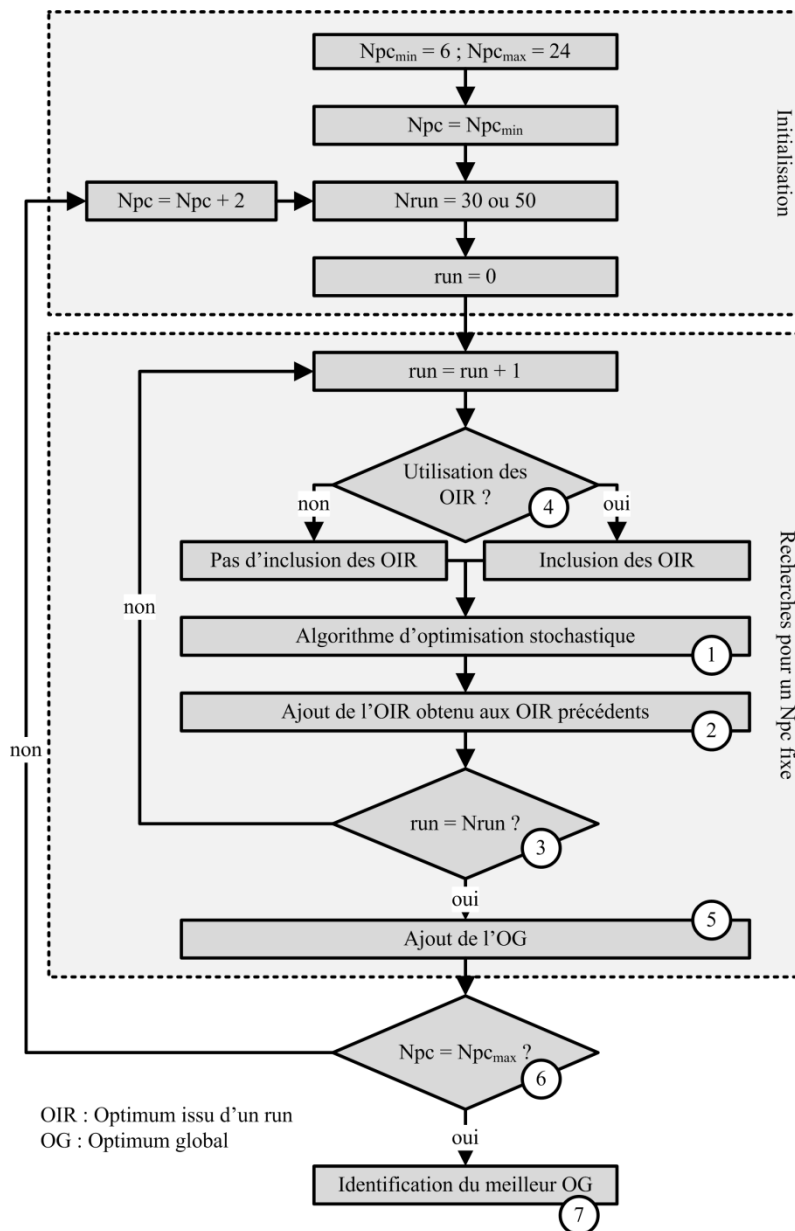 Npcmin = 6 ; Npcmax = 24
Npc = Npcmin
Initialisation
Npc = Npc + 2
Nrun = 30 ou 50
run = 0
run = run + 1
Utilisation des
OIR ?
4
non
oui
Pas d’inclusion des OIR
Inclusion des OIR
non
Algorithme d’optimisation stochastique
1
Recherches pour un Npc fixe
Ajout de l’OIR obtenu aux OIR précédents
2
non
run = Nrun ?
3
oui
5
Ajout de l’OG
Npc = Npcmax ?
6
OIR : Optimum issu d’un run
OG : Optimum global
oui
Identification du meilleur OG
7